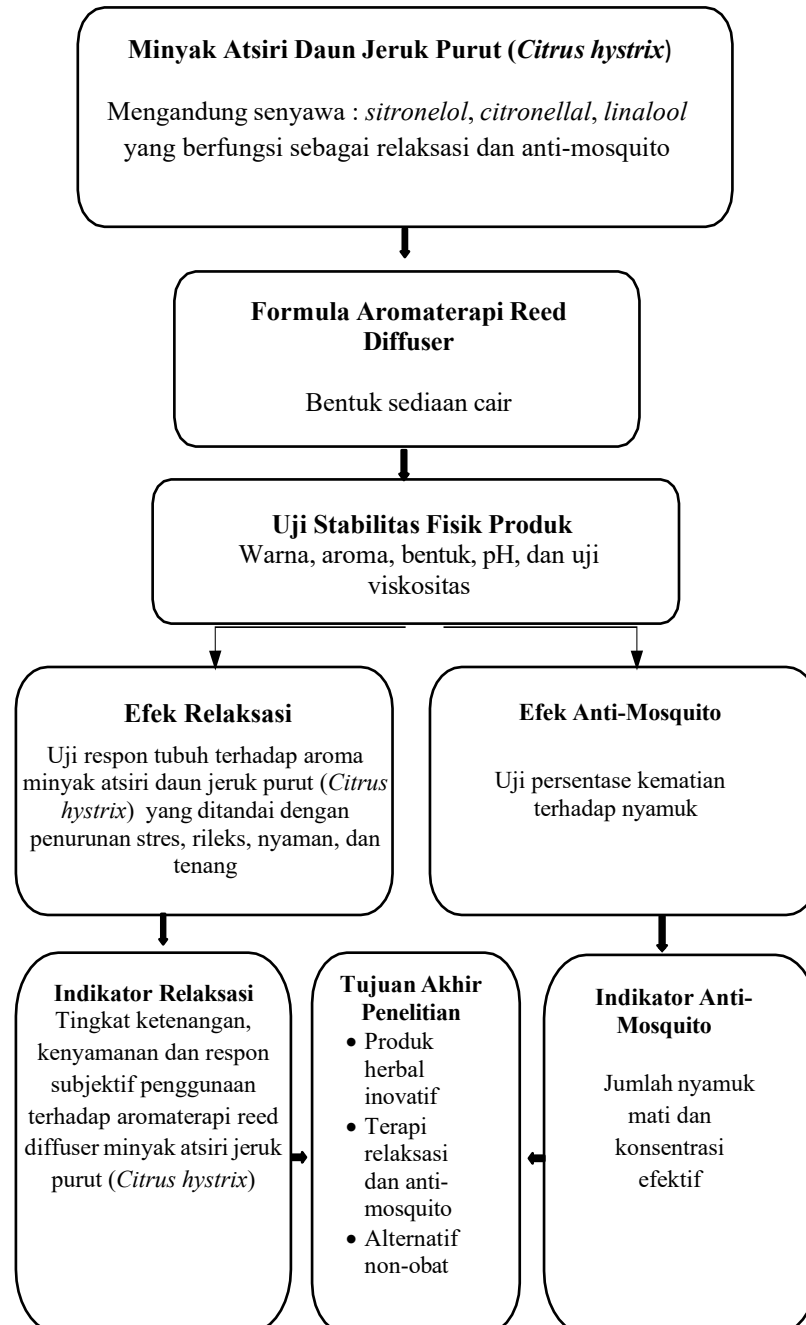 Minyak Atsiri Daun Jeruk Purut (Citrus hystrix)
Mengandung senyawa : sitronelol, citronellal, linalool
yang berfungsi sebagai relaksasi dan anti-mosquito
Formula Aromaterapi Reed
Diffuser
Bentuk sediaan cair
Uji Stabilitas Fisik Produk
Warna, aroma, bentuk, pH, dan uji
viskositas
Efek Relaksasi
Uji respon tubuh terhadap aroma
minyak atsiri daun jeruk purut (Citrus
hystrix) yang ditandai dengan
penurunan stres, rileks, nyaman, dan
tenang
Efek Anti-Mosquito
Uji persentase kematian
terhadap nyamuk
Indikator Relaksasi
Tingkat ketenangan,
kenyamanan dan respon
subjektif penggunaan
terhadap aromaterapi reed
diffuser minyak atsiri jeruk
purut (Citrus hystrix)
Tujuan Akhir
Penelitian
• Produk
herbal
inovatif
• Terapi
relaksasi
dan anti-
mosquito
• Alternatif
non-obat
Indikator Anti-
Mosquito
Jumlah nyamuk
mati dan
konsentrasi
efektif